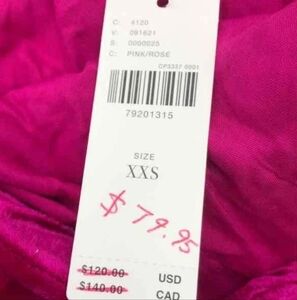 C: 4120
V: 091621
S: 0000025
C: PINK/ROSE
CP3337 0001
79201315
SIZE
XXS
$79.95
$120.00 USD
$140.00 CAD